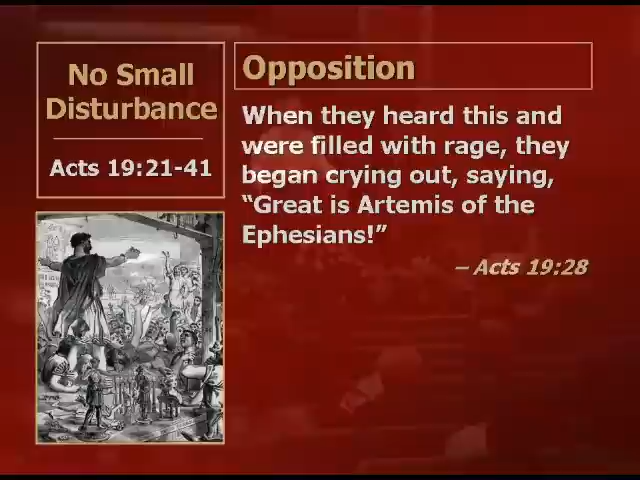 No Small
Disturbance
Acts 19:21-41
Opposition
When they heard this and
were filled with rage, they
began crying out, saying,
“Great is Artemis of the
Ephesians!”
– Acts 19:28